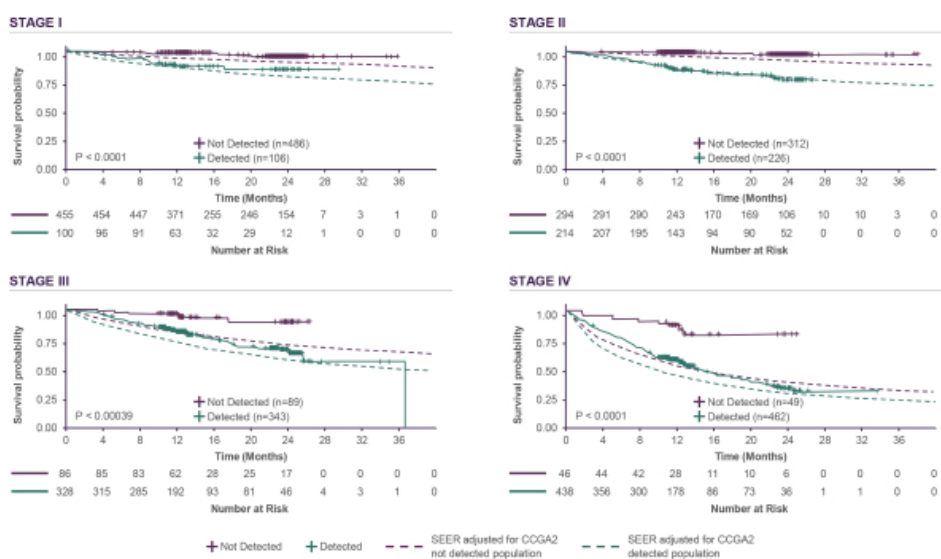 STAGE I
Survival probability
1.00
0.75
0.50
0.25
0.00
P < 0.0001
Not Detected (n=486)
Detected (n=106)
0 4 8 12 16 20 24 28 32 36
Time (Months)
455 454 447 371 255 246 154 7 3 1 0
100 96 91 63 32 29 12 1 0 0 0
Number at Risk
STAGE II
Survival probability
1.00
0.75
0.50
0.25
0.00
P < 0.0001
Not Detected (n=312)
Detected (n=226)
0 4 8 12 16 20 24 28 32 36
Time (Months)
294 291 290 243 170 169 106 10 10 3 0
214 207 195 143 94 90 52 0 0 0 0
Number at Risk
STAGE III
Survival probability
1.00
0.75
0.50
0.25
0.00
P < 0.00039
Not Detected (n=89)
Detected (n=343)
0 4 8 12 16 20 24 28 32 36
Time (Months)
86 85 83 62 28 25 17 0 0 0 0
328 315 285 192 93 81 46 4 3 1 0
Number at Risk
STAGE IV
Survival probability
1.00
0.75
0.50
0.25
0.00
P < 0.0001
Not Detected (n=49)
Detected (n=462)
0 4 8 12 16 20 24 28 32 36
Time (Months)
46 44 42 28 11 10 6 0 0 0 0
438 356 300 178 86 73 36 1 1 0 0
Number at Risk
Not Detected
Detected
SEER adjusted for CCGA2
not detected population
SEER adjusted for CCGA2
detected population